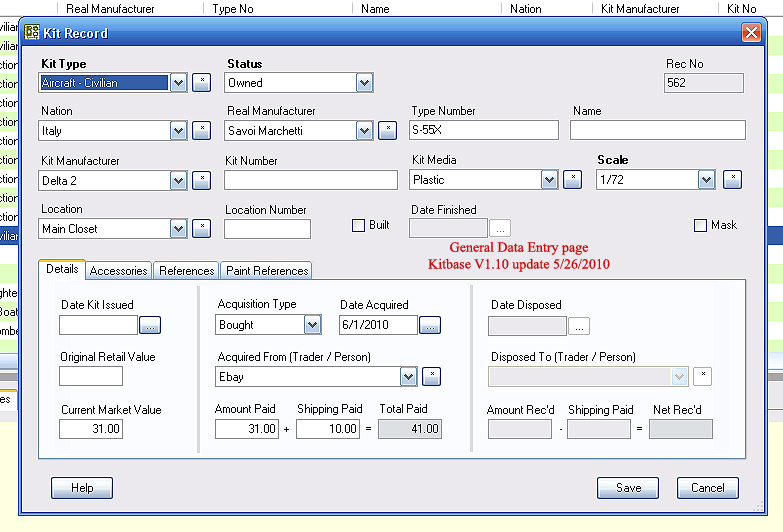 Real Manufacturer Type No Name Nation Kit Manufacturer Kit No
Kit Record
Kit Type Status Rec No
Aircraft - Civilian * Owned 562
Nation Real Manufacturer Type Number Name
Italy * Savoi Marchetti * S-55X
Kit Manufacturer Kit Number Kit Media Scale
Delta 2 * Plastic * 1/72 *
Location Location Number Built Date Finished Mask
Main Closet * ...
General Data Entry page
Kitbase V1.10 update 5/26/2010
Details Accessories References Paint References
Date Kit Issued Acquisition Type Date Acquired Date Disposed
... Bought 6/1/2010 ... ...
Original Retail Value Acquired From (Trader / Person) Disposed To (Trader / Person)
Ebay * *
Current Market Value Amount Paid Shipping Paid Total Paid Amount Rec'd Shipping Paid Net Rec'd
31.00 31.00 + 10.00 = 41.00 - =
Help Save Cancel